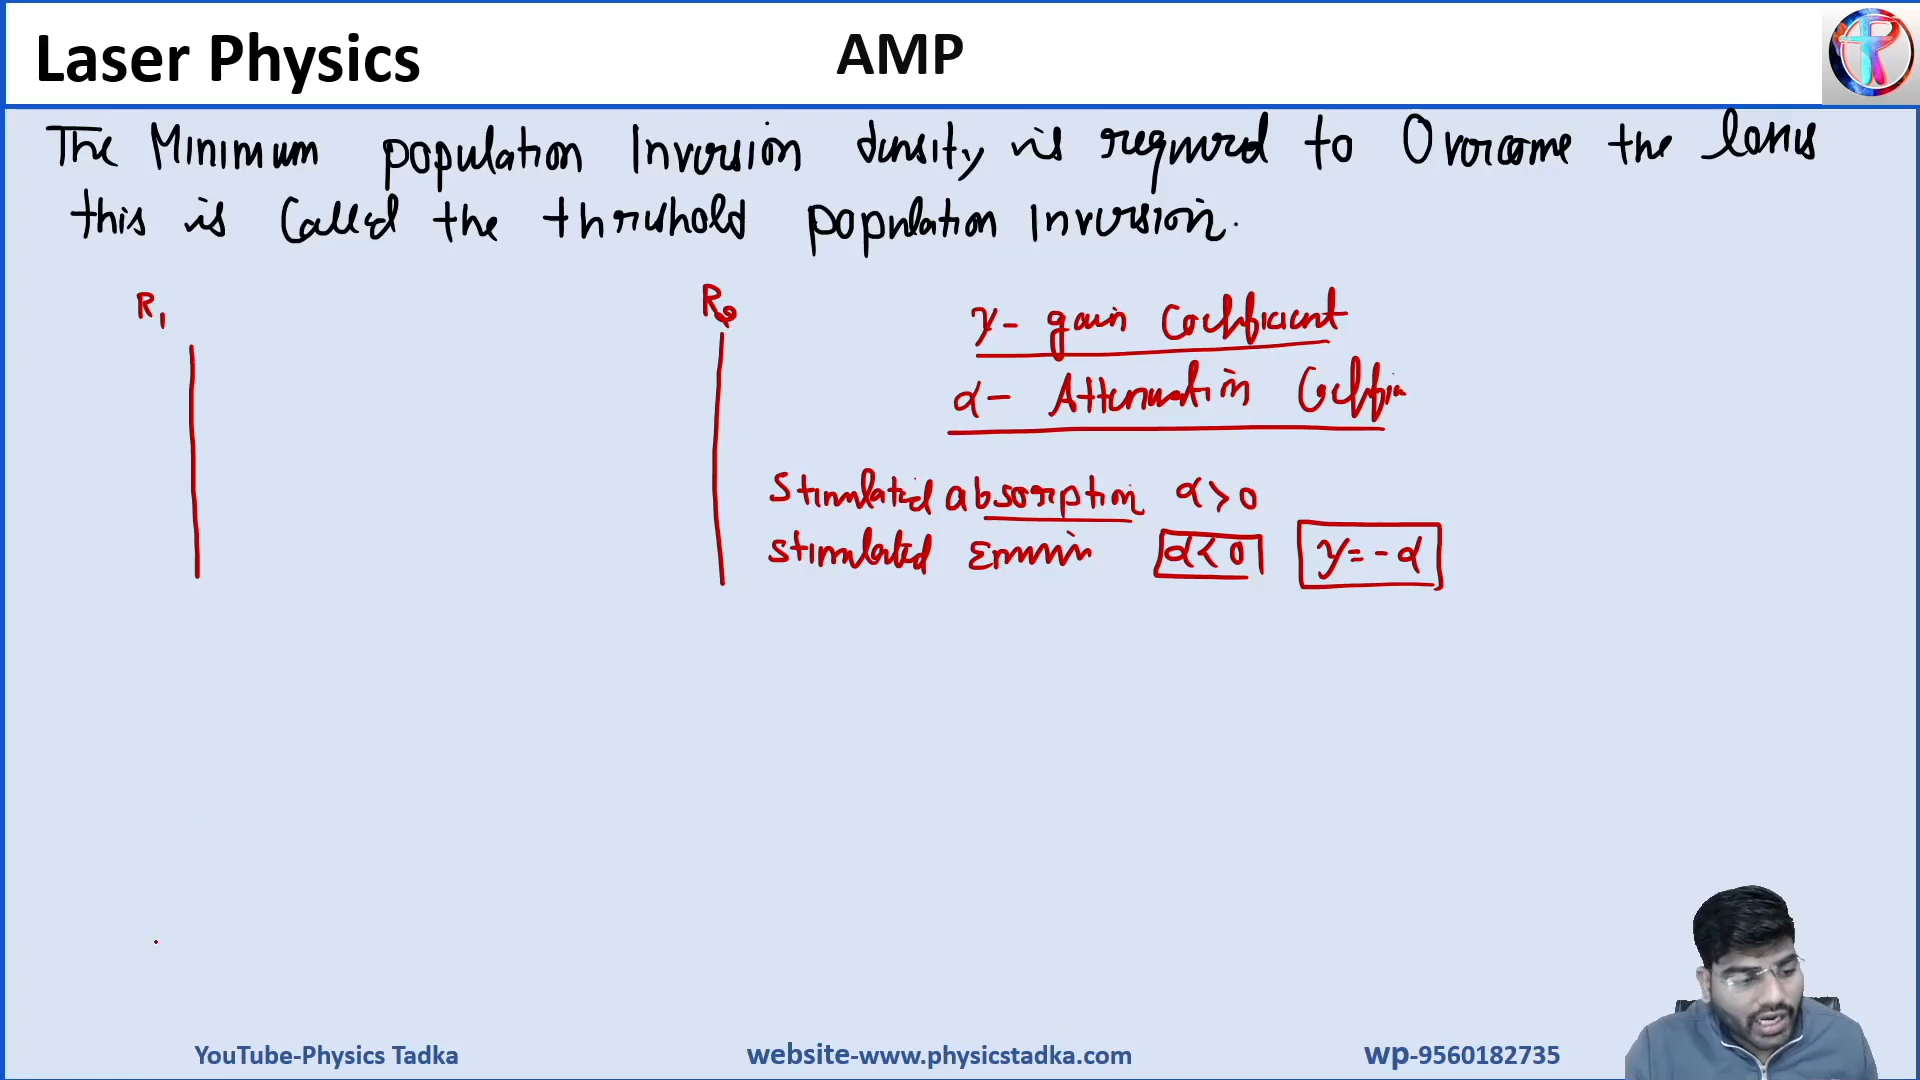 Laser Physics
AMP
The Minimum population Inversion density is required to Overcome the losses
this is Called the threshold population inversion.
R1
R2
γ- gain Coefficient
α- Attenuation Coeffici
Stimulated absorption α > 0
Stimulated Emission α < 0 γ = - α
YouTube-Physics Tadka
website-www.physicstadka.com
wp-9560182735